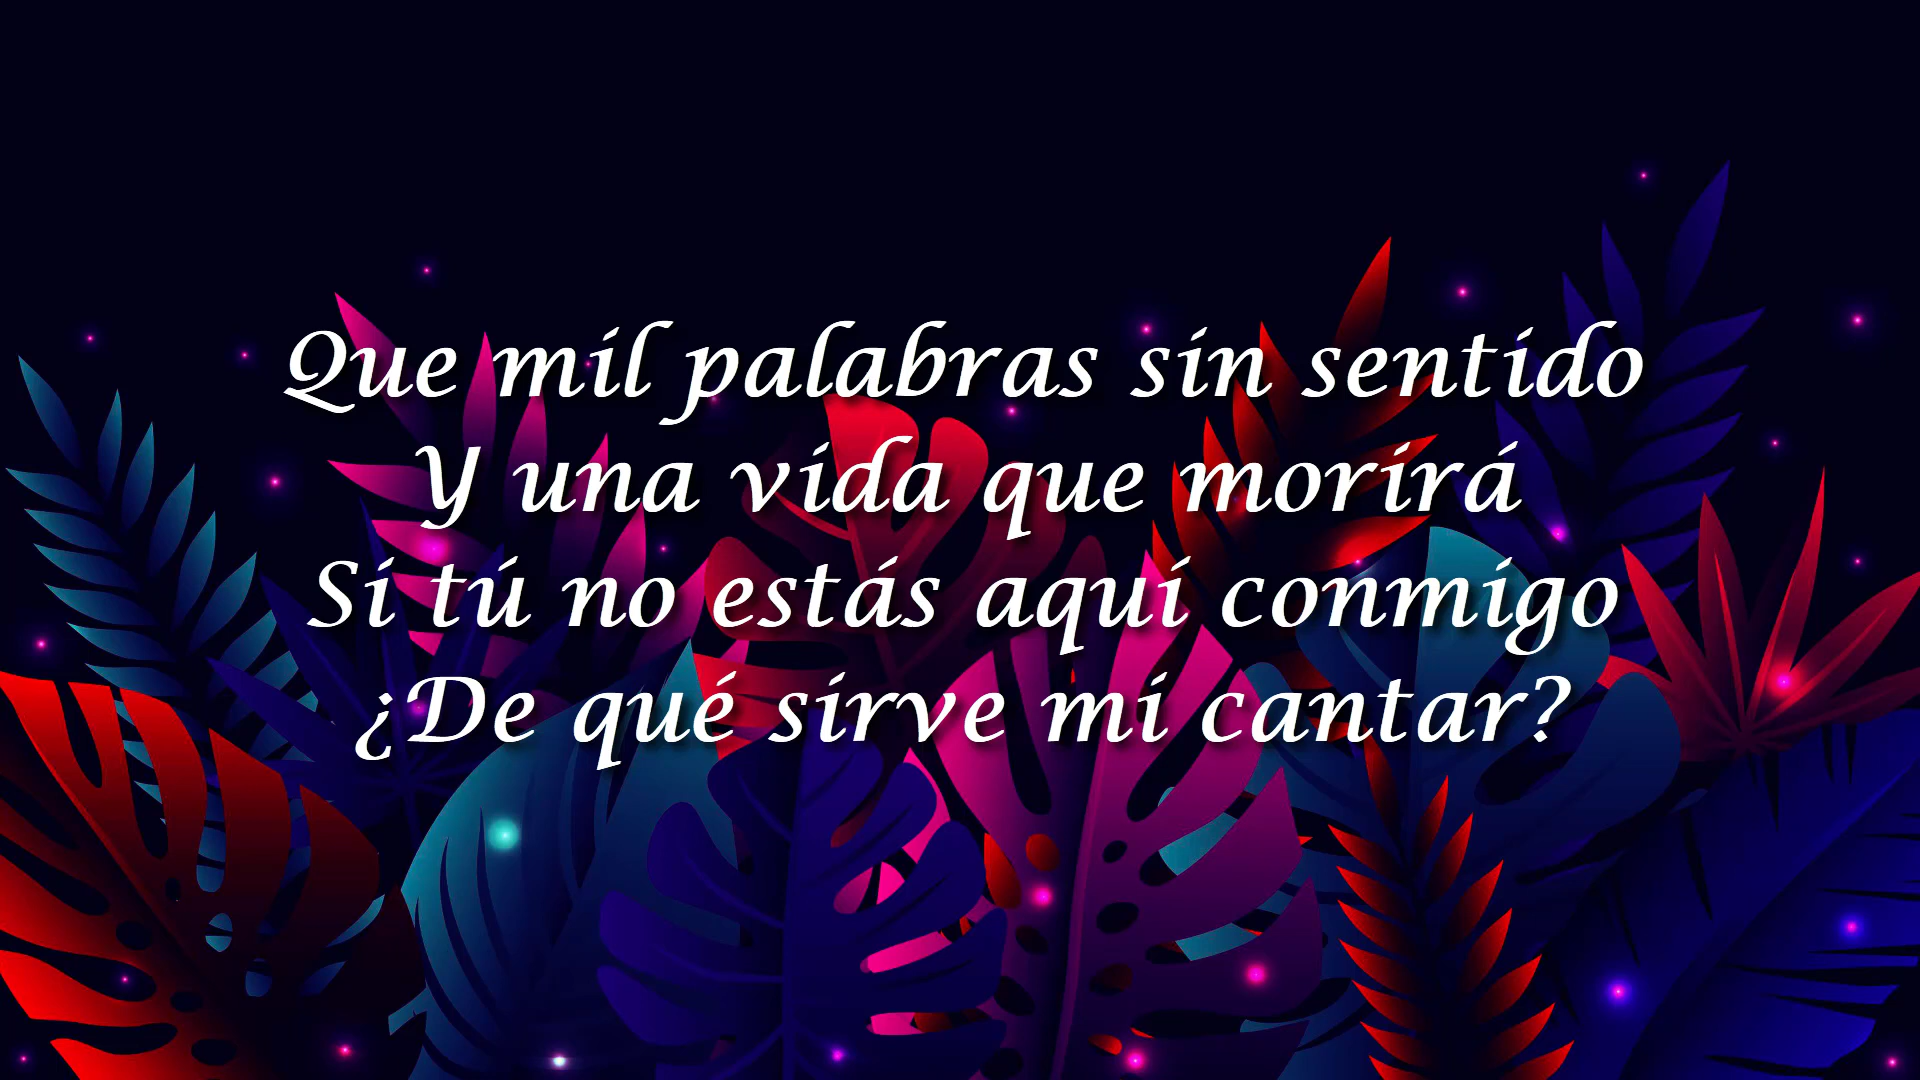 Que mil palabras sin sentido
Y una vida que morirá
Si tú no estás aquí conmigo
¿De qué sirve mi cantar?